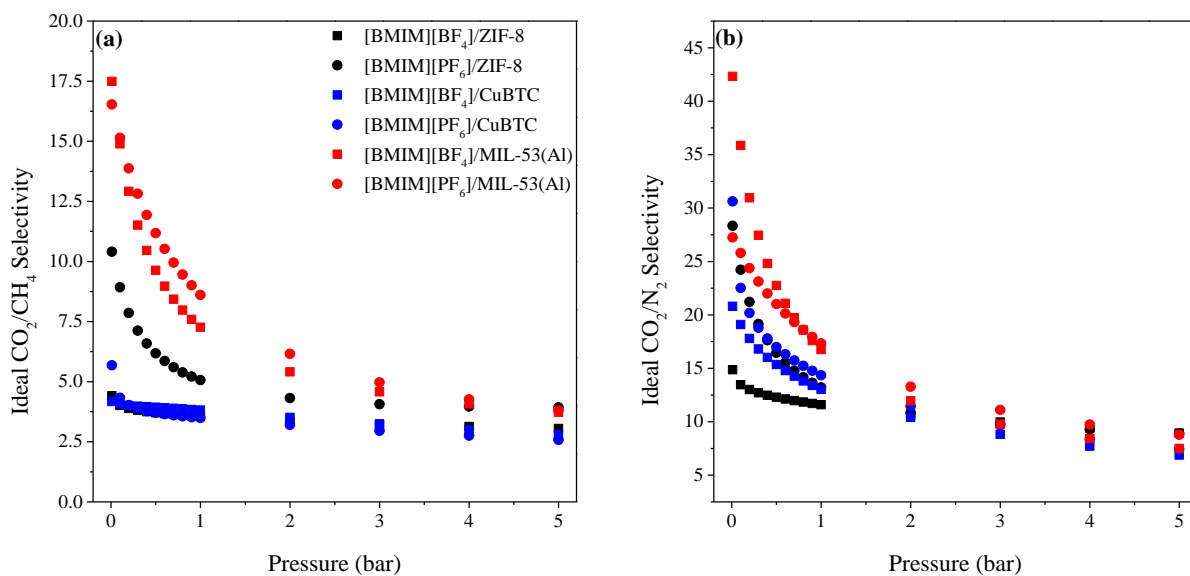 (a)
[BMIM][BF4]/ZIF-8
[BMIM][PF6]/ZIF-8
[BMIM][BF4]/CuBTC
[BMIM][PF6]/CuBTC
[BMIM][BF4]/MIL-53(Al)
[BMIM][PF6]/MIL-53(Al)
20.0
17.5
15.0
12.5
10.0
7.5
5.0
2.5
0.0
Ideal CO2/CH4 Selectivity
0 1 2 3 4 5
Pressure (bar)
(b)
45
40
35
30
25
20
15
10
5
Ideal CO2/N2 Selectivity
0 1 2 3 4 5
Pressure (bar)